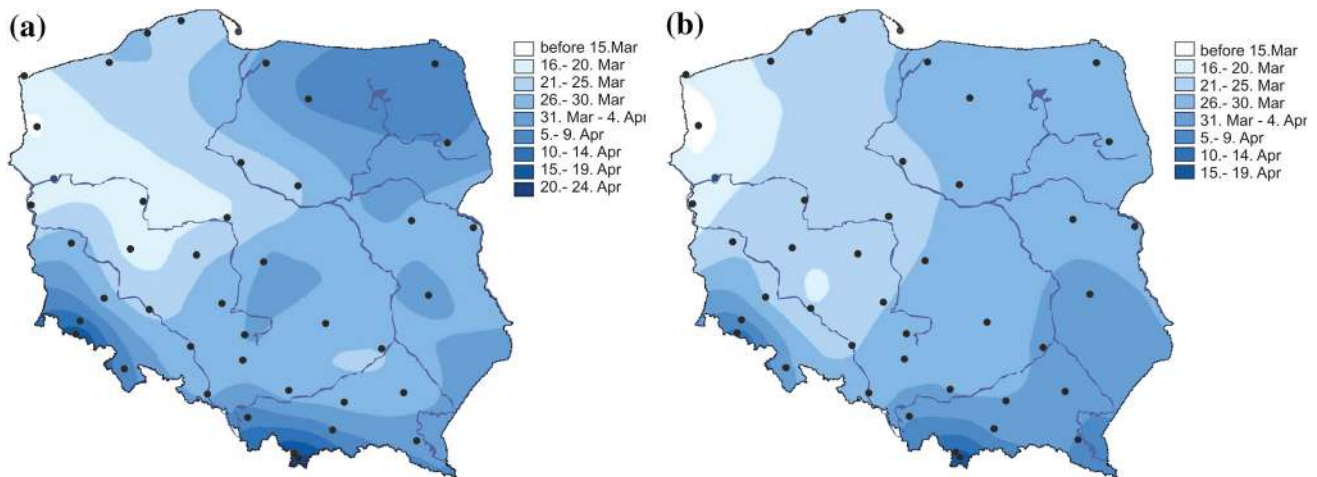 (a)
before 15.Mar
16.- 20. Mar
21.- 25. Mar
26.- 30. Mar
31. Mar - 4. Apr
5.- 9. Apr
10.- 14. Apr
15.- 19. Apr
20.- 24. Apr
(b)
before 15.Mar
16.- 20. Mar
21.- 25. Mar
26.- 30. Mar
31. Mar - 4. Apr
5.- 9. Apr
10.- 14. Apr
15.- 19. Apr